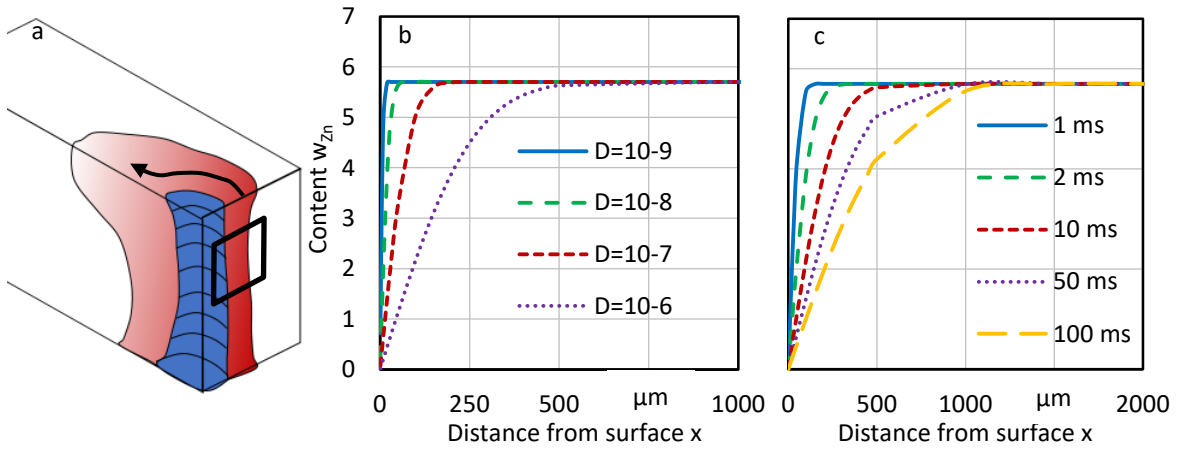 a
b
c
Content w_Zn
7
6
5
4
3
2
1
0
D=10-9
D=10-8
D=10-7
D=10-6
0 250 500 µm 1000
Distance from surface x
1 ms
2 ms
10 ms
50 ms
100 ms
0 500 1000 µm 2000
Distance from surface x